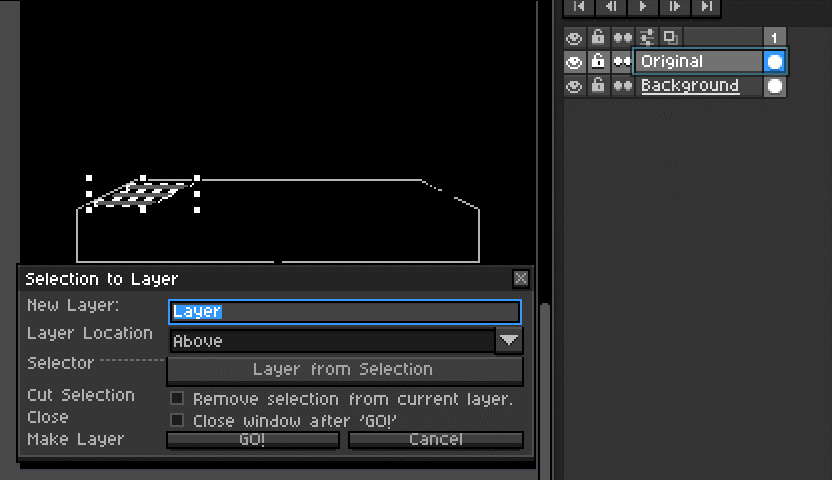 1
Original
Background
Selection to Layer
New Layer: Layer
Layer Location Above
Selector Layer from Selection
Cut Selection Remove selection from current layer.
Close Close window after 'GO!'
Make Layer GO! Cancel